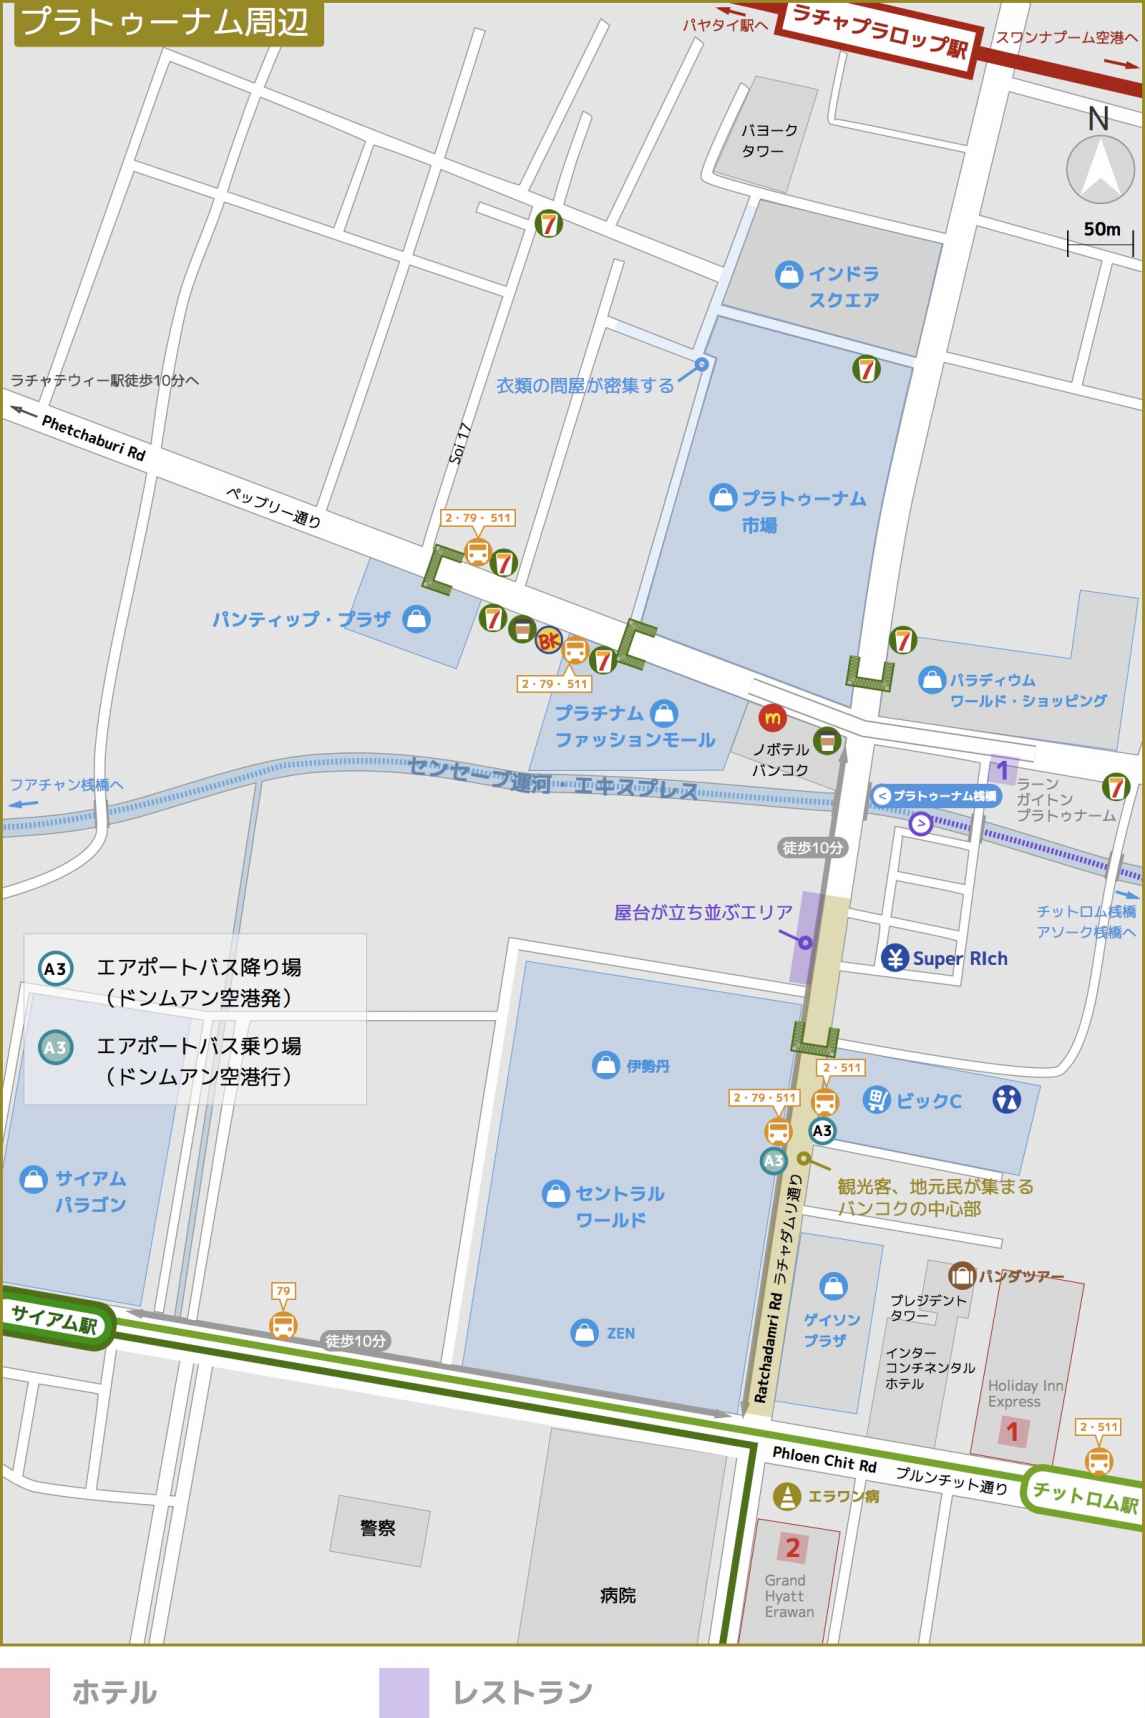 プラトゥーナム周辺
パヤタイ駅へ
ラチャプラロップ駅
スワンナプーム空港へ
N
50m
バヨーク
タワー
7
インドラ
スクエア
7
ラチャテウィー駅徒歩10分へ
衣類の問屋が密集する
Phetchaburi Rd
Soi 17
ペッブリー通り
プラトゥーナム
市場
2・79・511
7
パンティップ・プラザ
7
BK
7
2・79・511
7
プラチナム
ファッションモール
パラディウム
ワールド・ショッピング
m
ノボテル
バンコク
センセーブ運河・エキスプレス
フアチャン桟橋へ
1
ラーン
ガイトン
プラトゥナーム
7
< プラトゥーナム桟橋
>
徒歩10分
屋台が立ち並ぶエリア
チットロム桟橋
アソーク桟橋へ
¥ Super RIch
A3 エアポートバス降り場
（ドンムアン空港発）
A3 エアポートバス乗り場
（ドンムアン空港行）
伊勢丹
2・511
2・79・511
ビックC
A3
A3
観光客、地元民が集まる
バンコクの中心部
サイアム
パラゴン
セントラル
ワールド
Ratchadamri Rd ラチャダムリ通り
パンダツアー
プレジデント
タワー
ゲイソン
プラザ
インター
コンチネンタル
ホテル
Holiday Inn
Express
1
79
サイアム駅
徒歩10分
ZEN
2・511
Phloen Chit Rd プルンチット通り
チットロム駅
エラワン病
警察
病院
2
Grand
Hyatt
Erawan
ホテル
レストラン